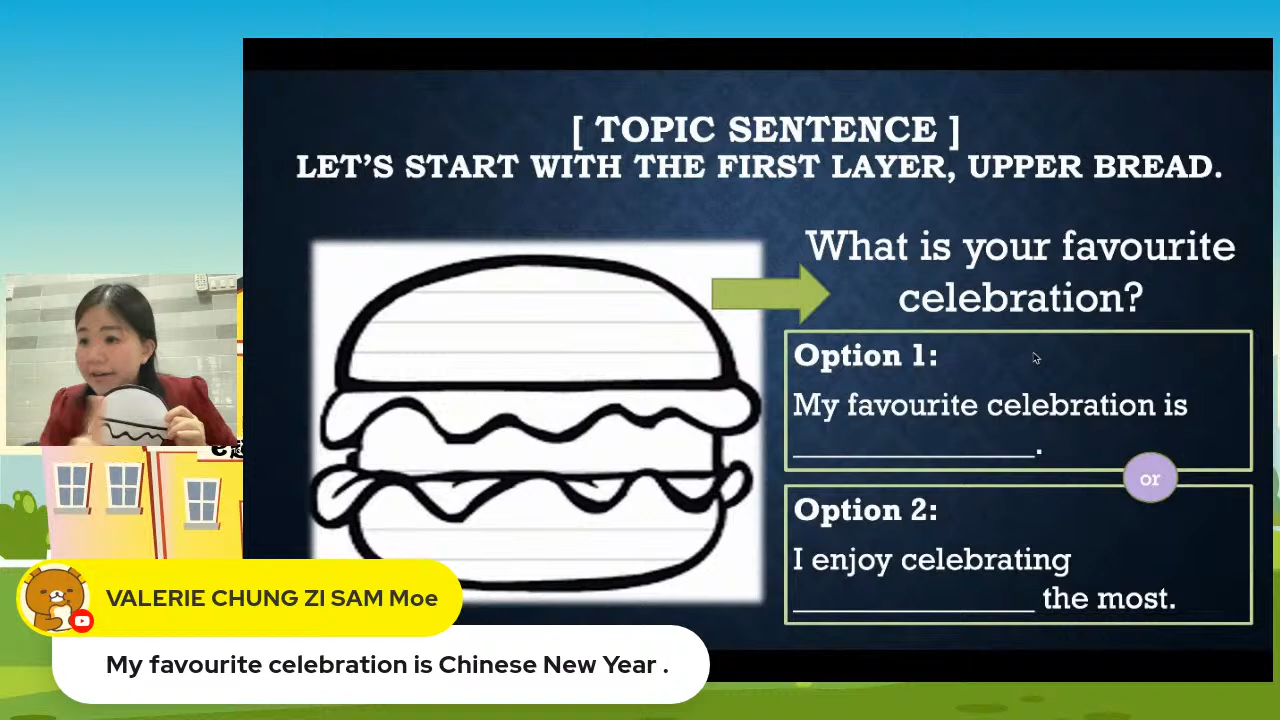 [ TOPIC SENTENCE ]
LET'S START WITH THE FIRST LAYER, UPPER BREAD.
What is your favourite
celebration?
Option 1:
My favourite celebration is
_______________.
or
Option 2:
I enjoy celebrating
_______________ the most.
VALERIE CHUNG ZI SAM Moe
My favourite celebration is Chinese New Year .